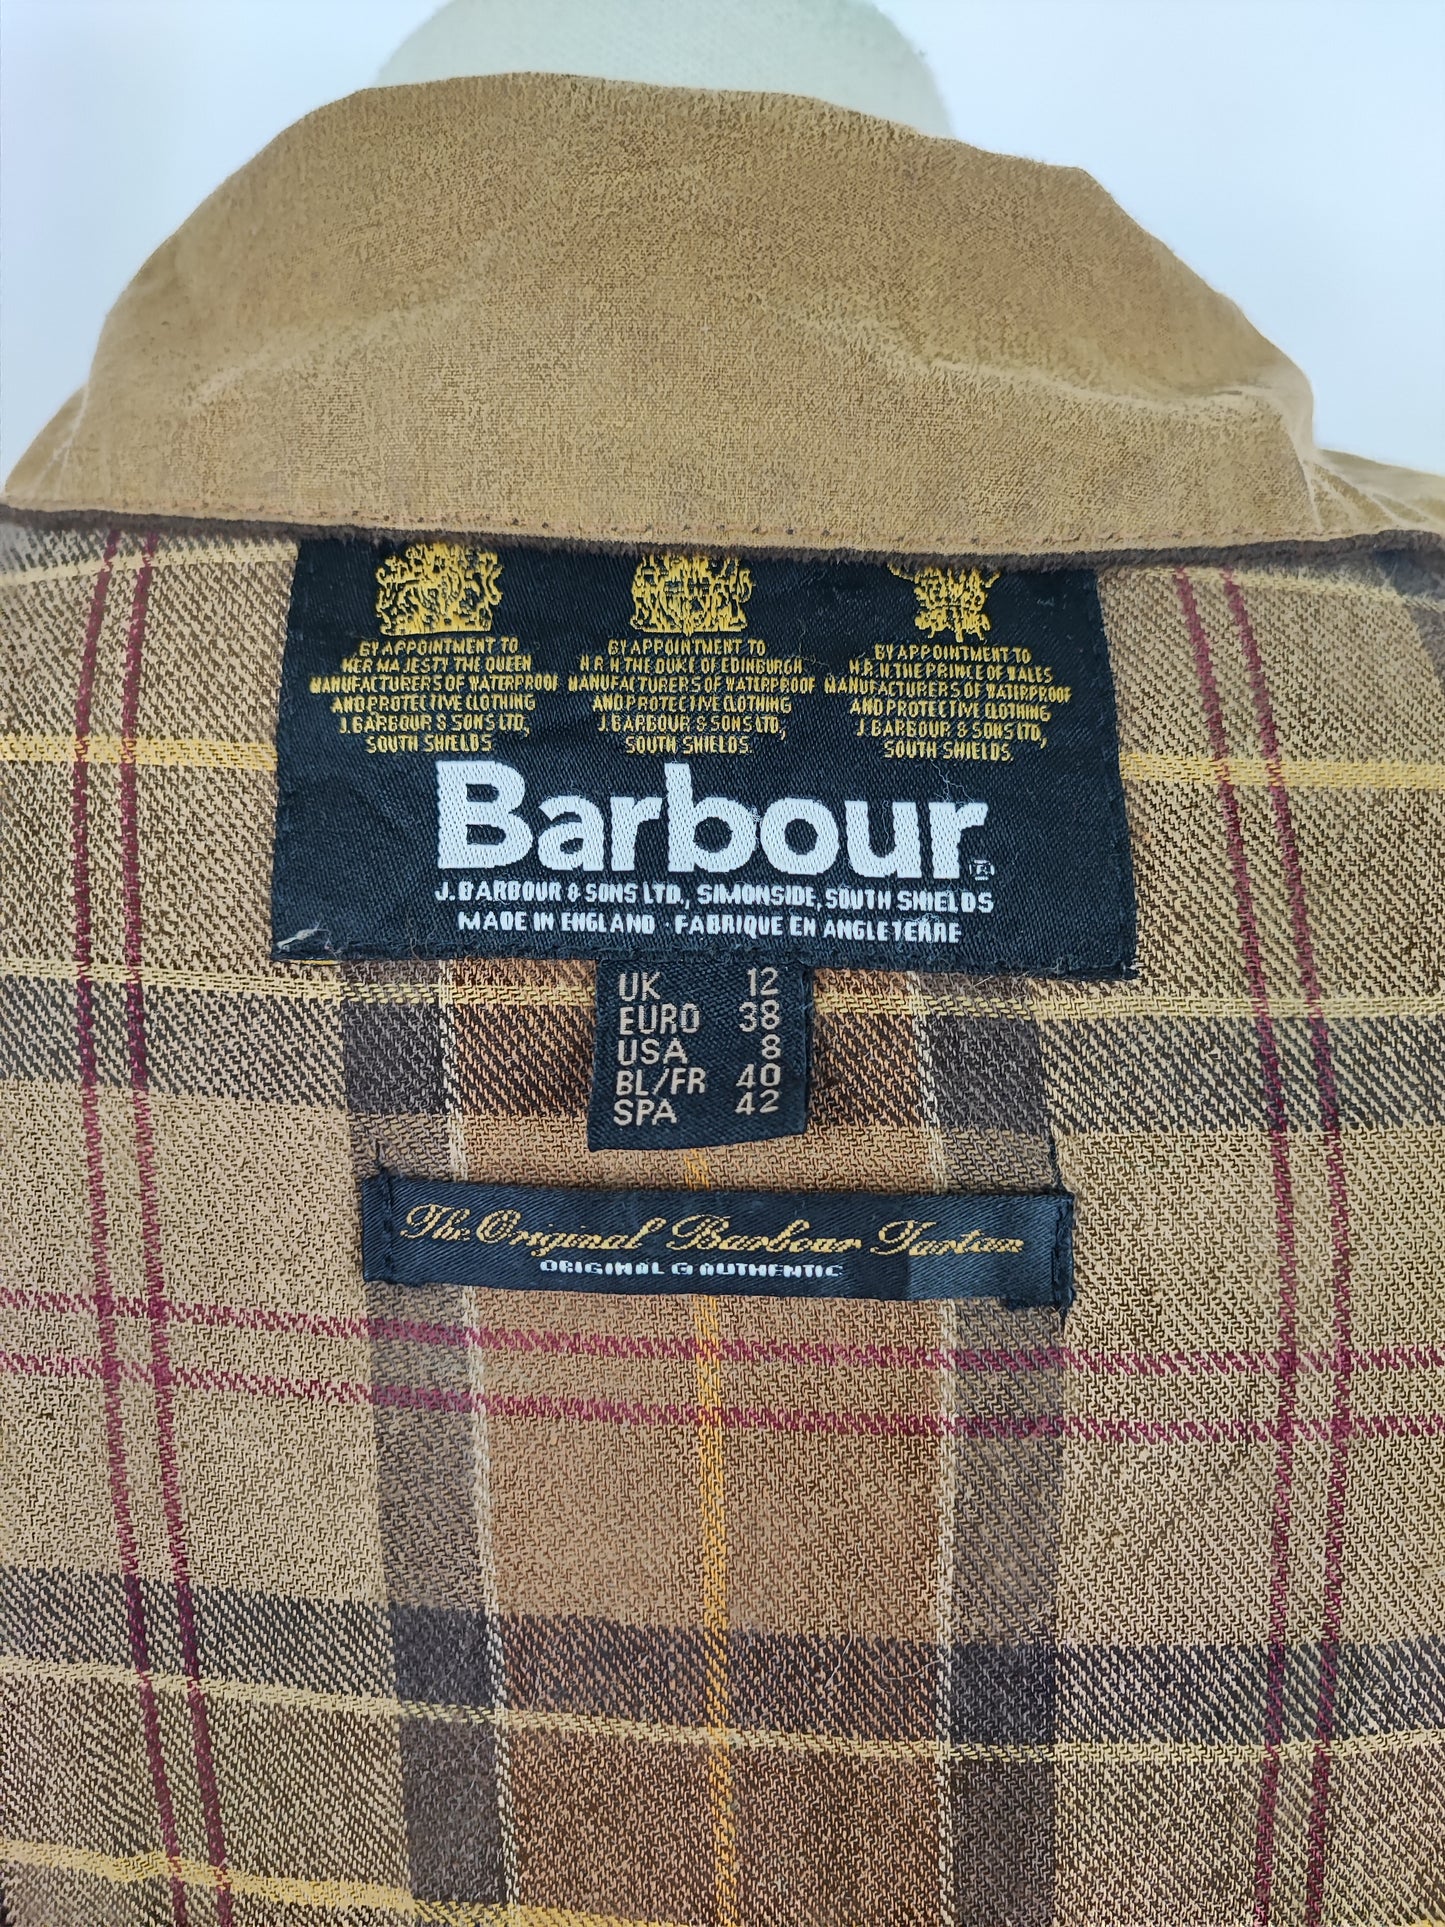 BY APPOINTMENT TO
HER MAJESTY THE QUEEN
MANUFACTURERS OF WATERPROOF
AND PROTECTIVE CLOTHING
J. BARBOUR & SONS LTD,
SOUTH SHIELDS.
BY APPOINTMENT TO
H.R.H. THE DUKE OF EDINBURGH
MANUFACTURERS OF WATERPROOF
AND PROTECTIVE CLOTHING
J. BARBOUR & SONS LTD,
SOUTH SHIELDS.
BY APPOINTMENT TO
H.R.H. THE PRINCE OF WALES
MANUFACTURERS OF WATERPROOF
AND PROTECTIVE CLOTHING
J. BARBOUR & SONS LTD,
SOUTH SHIELDS.
Barbour ®
J. BARBOUR & SONS LTD, SIMONSIDE, SOUTH SHIELDS
MADE IN ENGLAND · FABRIQUE EN ANGLETERRE
UK 12
EURO 38
USA 8
BL/FR 40
SPA 42
The Original Barbour Tartan
ORIGINAL & AUTHENTIC